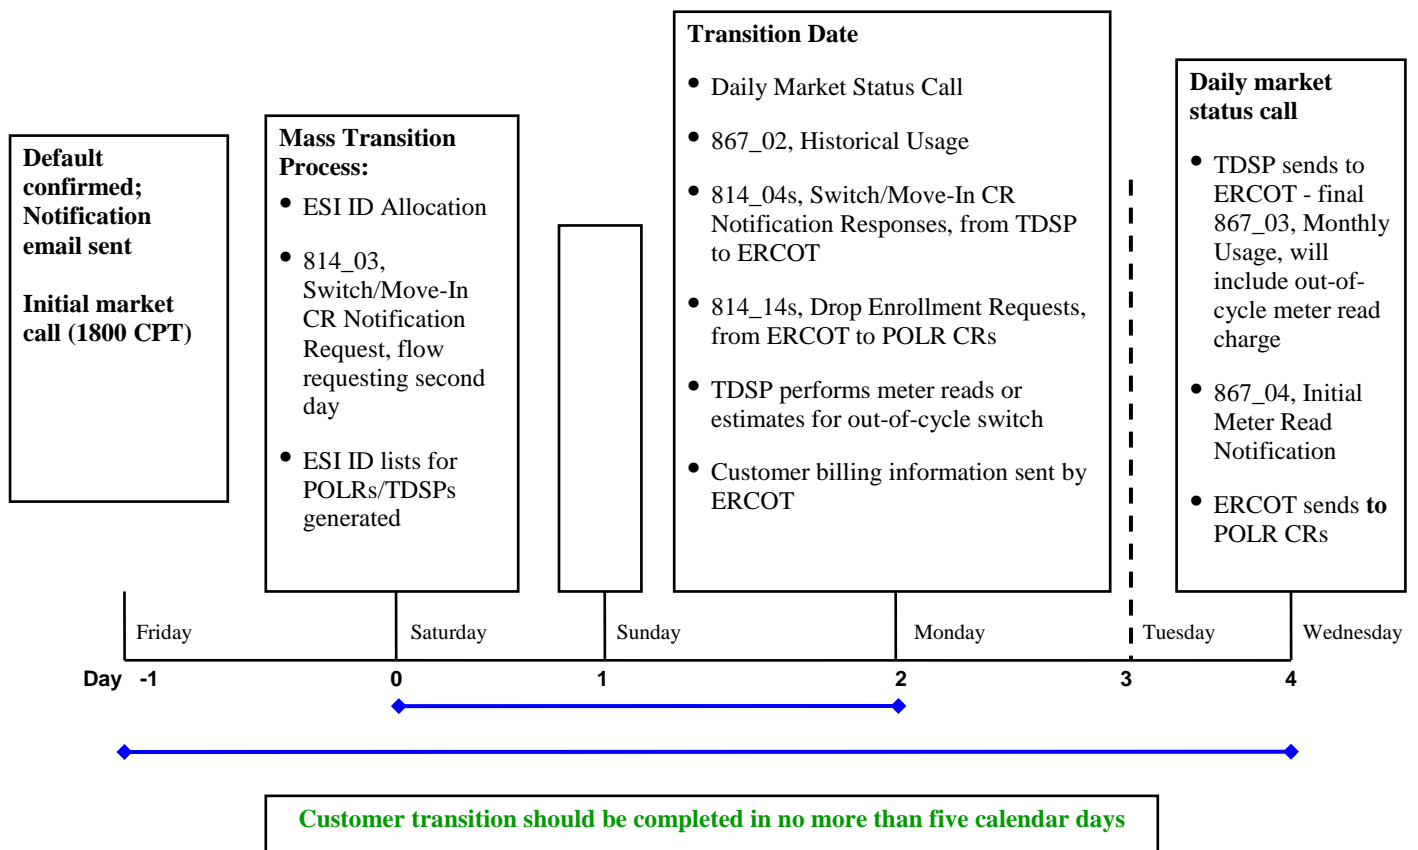 Default
confirmed;
Notification
email sent
Initial market
call (1800 CPT)
Mass Transition
Process:
• ESI ID Allocation
• 814_03,
Switch/Move-In
CR Notification
Request, flow
requesting second
day
• ESI ID lists for
POLRs/TDSPs
generated
Transition Date
• Daily Market Status Call
• 867_02, Historical Usage
• 814_04s, Switch/Move-In CR
Notification Responses, from TDSP
to ERCOT
• 814_14s, Drop Enrollment Requests,
from ERCOT to POLR CRs
• TDSP performs meter reads or
estimates for out-of-cycle switch
• Customer billing information sent by
ERCOT
Daily market
status call
• TDSP sends to
ERCOT - final
867_03, Monthly
Usage, will
include out-of-
cycle meter read
charge
• 867_04, Initial
Meter Read
Notification
• ERCOT sends to
POLR CRs
Friday Saturday Sunday Monday Tuesday Wednesday
Day -1 0 1 2 3 4
Customer transition should be completed in no more than five calendar days